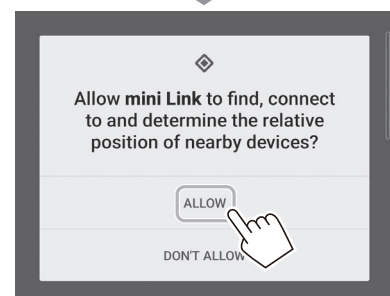 Allow mini Link to find, connect
to and determine the relative
position of nearby devices?
ALLOW
DON'T ALLOW